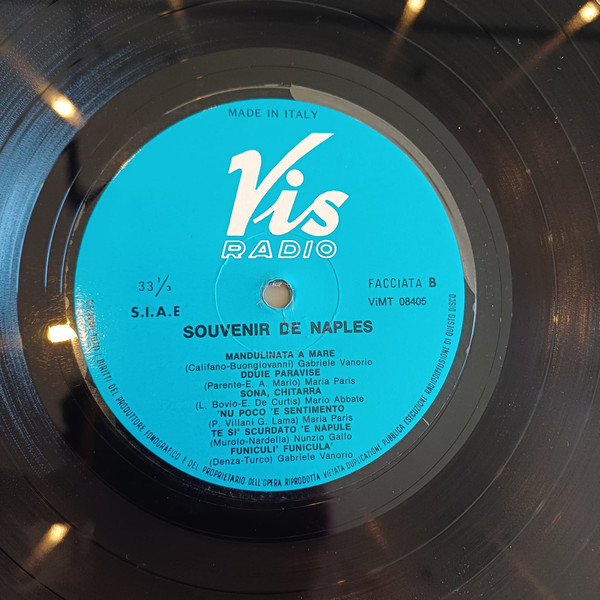 MADE IN ITALY
Vis
RADIO
33 1/3
FACCIATA B
S.I.A.E
ViMT 08405
SOUVENIR DE NAPLES
MANDULINATA A MARE
(Califano-Buongiovanni) Gabriele Vanorio
DDUIE PARAVISE
(Parente-E. A. Mario) Maria Paris
SONA, CHITARRA
(L. Bovio-E. De Curtis) Mario Abbate
'NU POCO 'E SENTIMENTO
(P. Villani G. Lama) Maria Paris
TE SI' SCURDATO 'E NAPULE
(Murolo-Nardella) Nunzio Gallo
FUNICULI' FUNICULA'
(Denza-Turco) Gabriele Vanorio
I DIRITTI DEL PRODUTTORE FONOGRAFICO E DEL PROPRIETARIO DELL'OPERA RIPRODOTTA VIETATA DUPLICAZIONE PUBBLICA ESECUZIONE RADIODIFFUSIONE DI QUESTO DISCO